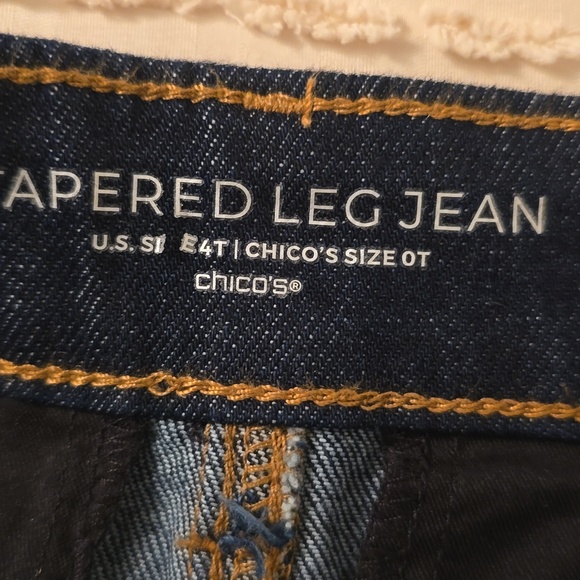 TAPERED LEG JEAN
U.S. SI E4T | CHICO'S SIZE 0T
chico's®